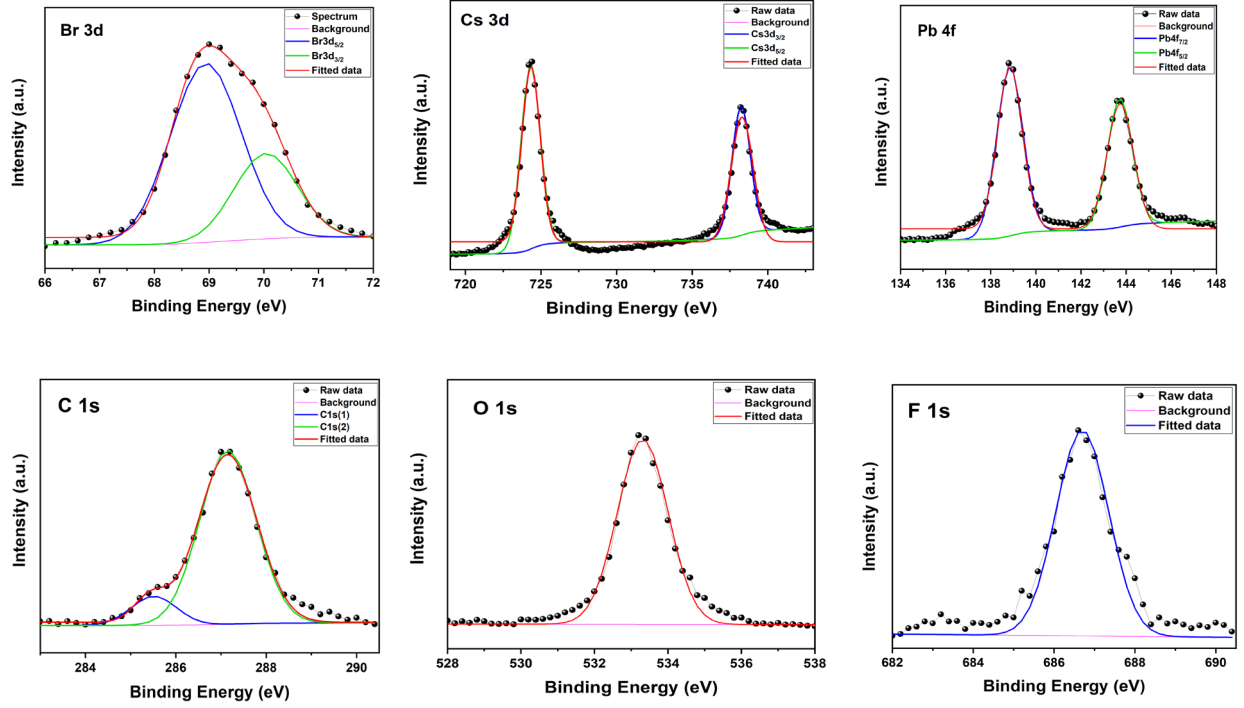 Br 3d
Spectrum
Background
Br3d5/2
Br3d3/2
Fitted data
Intensity (a.u.)
66 67 68 69 70 71 72
Binding Energy (eV)
Cs 3d
Raw data
Background
Cs3d3/2
Cs3d5/2
Fitted data
Intensity (a.u.)
720 725 730 735 740
Binding Energy (eV)
Pb 4f
Raw data
Background
Pb4f7/2
Pb4f5/2
Fitted data
Intensity (a.u.)
134 136 138 140 142 144 146 148
Binding Energy (eV)
C 1s
Raw data
Background
C1s(1)
C1s(2)
Fitted data
Intensity (a.u.)
284 286 288 290
Binding Energy (eV)
O 1s
Raw data
Background
Fitted data
Intensity (a.u.)
528 530 532 534 536 538
Binding Energy (eV)
F 1s
Raw data
Background
Fitted data
Intensity (a.u.)
682 684 686 688 690
Binding Energy (eV)